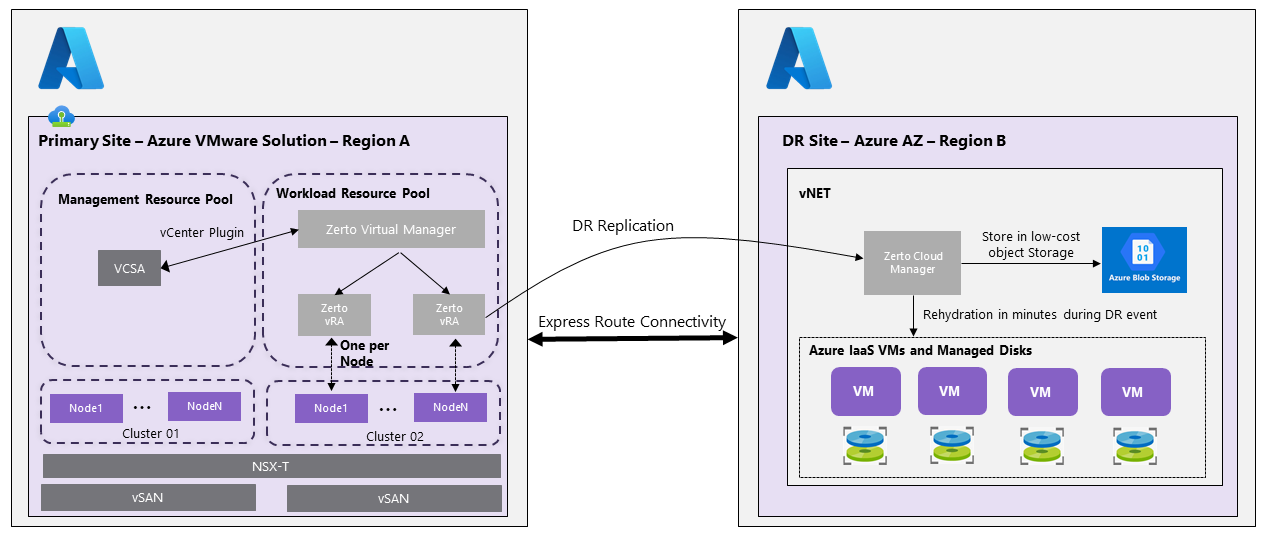 Primary Site – Azure VMware Solution – Region A
Management Resource Pool
vCenter Plugin
VCSA
Workload Resource Pool
Zerto Virtual Manager
Zerto
vRA
Zerto
vRA
One per
Node
Node1
...
NodeN
Cluster 01
Node1
...
NodeN
Cluster 02
NSX-T
vSAN
vSAN
DR Replication
Express Route Connectivity
DR Site – Azure AZ – Region B
vNET
Zerto Cloud
Manager
Store in low-cost
object Storage
10
01
Azure Blob Storage
Rehydration in minutes during DR event
Azure IaaS VMs and Managed Disks
VM
VM
VM
VM